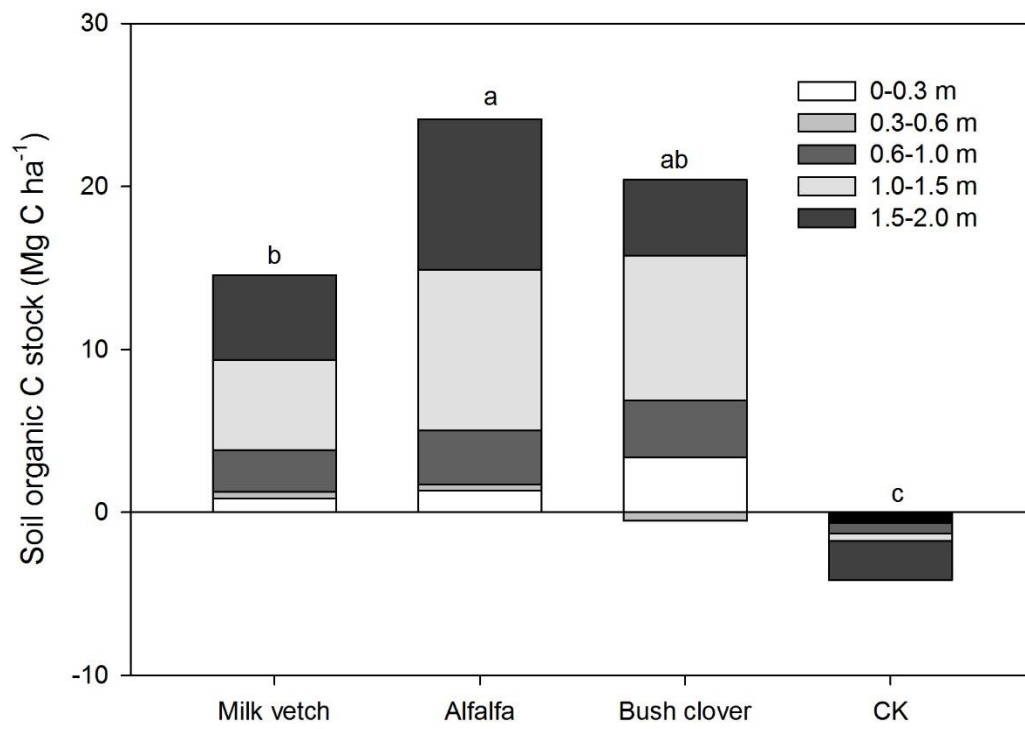 30
20
10
0
-10
Soil organic C stock (Mg C ha⁻¹)
b
a
ab
c
0-0.3 m
0.3-0.6 m
0.6-1.0 m
1.0-1.5 m
1.5-2.0 m
Milk vetch
Alfalfa
Bush clover
CK